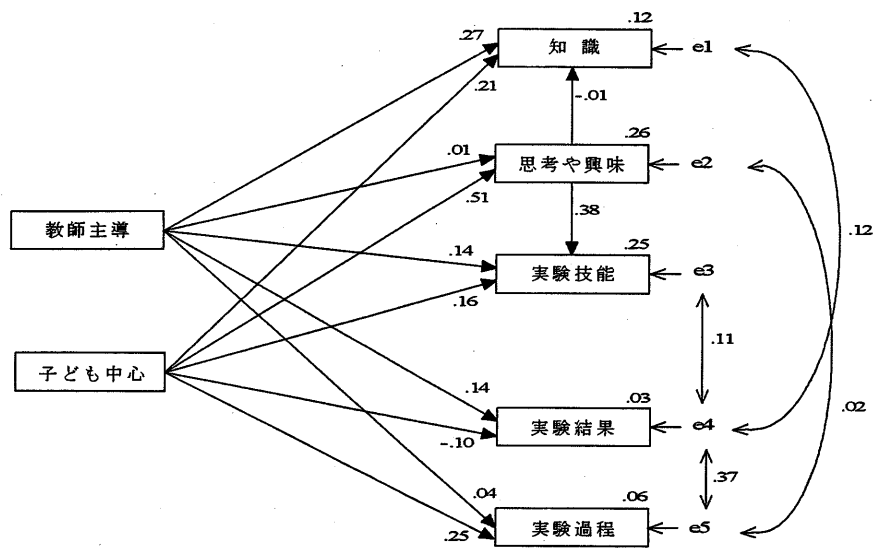 .12
.27
知 識
e1
.21
-.01
.26
.01
思考や興味
e2
.51
.38
教師主導
.25
.12
.14
実験技能
e3
.16
.11
子ども中心
.14
.03
.02
実験結果
e4
-.10
.37
.04
.06
実験過程
e5
.25